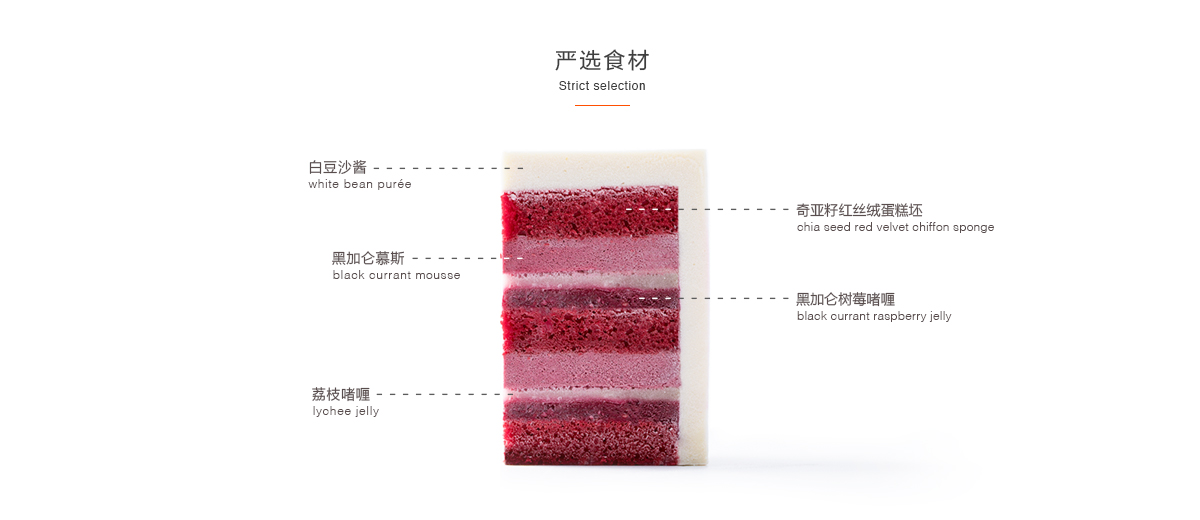 严选食材
Strict selection
白豆沙酱
white bean purée
奇亚籽红丝绒蛋糕坯
chia seed red velvet chiffon sponge
黑加仑慕斯
black currant mousse
黑加仑树莓啫喱
black currant raspberry jelly
荔枝啫喱
lychee jelly